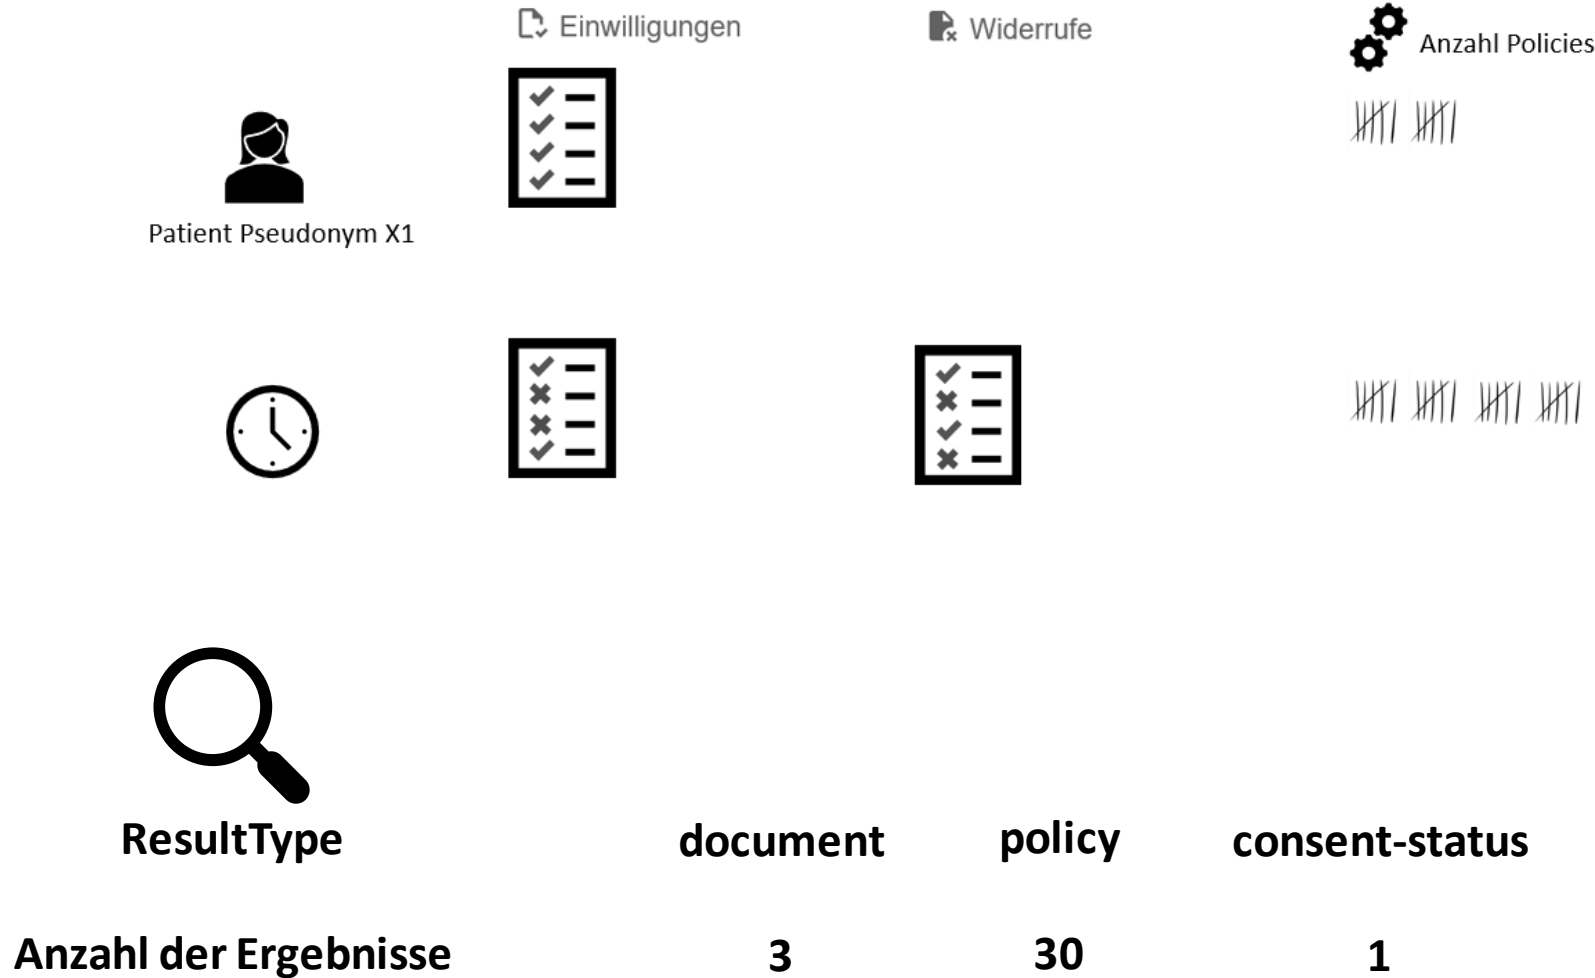 Einwilligungen
Widerrufe
Anzahl Policies
Patient Pseudonym X1
ResultType
document
policy
consent-status
Anzahl der Ergebnisse
3
30
1